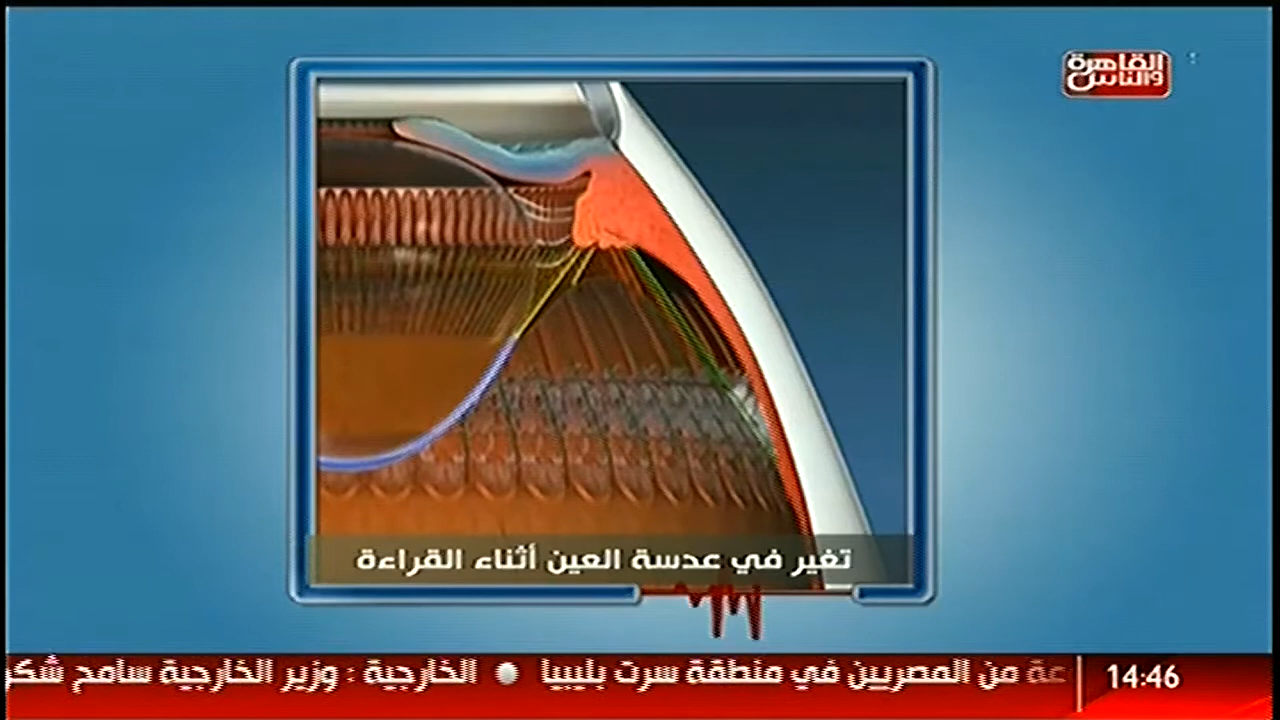 القاهرة
والناس
تغير في عدسة العين أثناء القراءة
عة من المصريين في منطقة سرت بليبيا ● الخارجية : وزير الخارجية سامح شكر
14:46